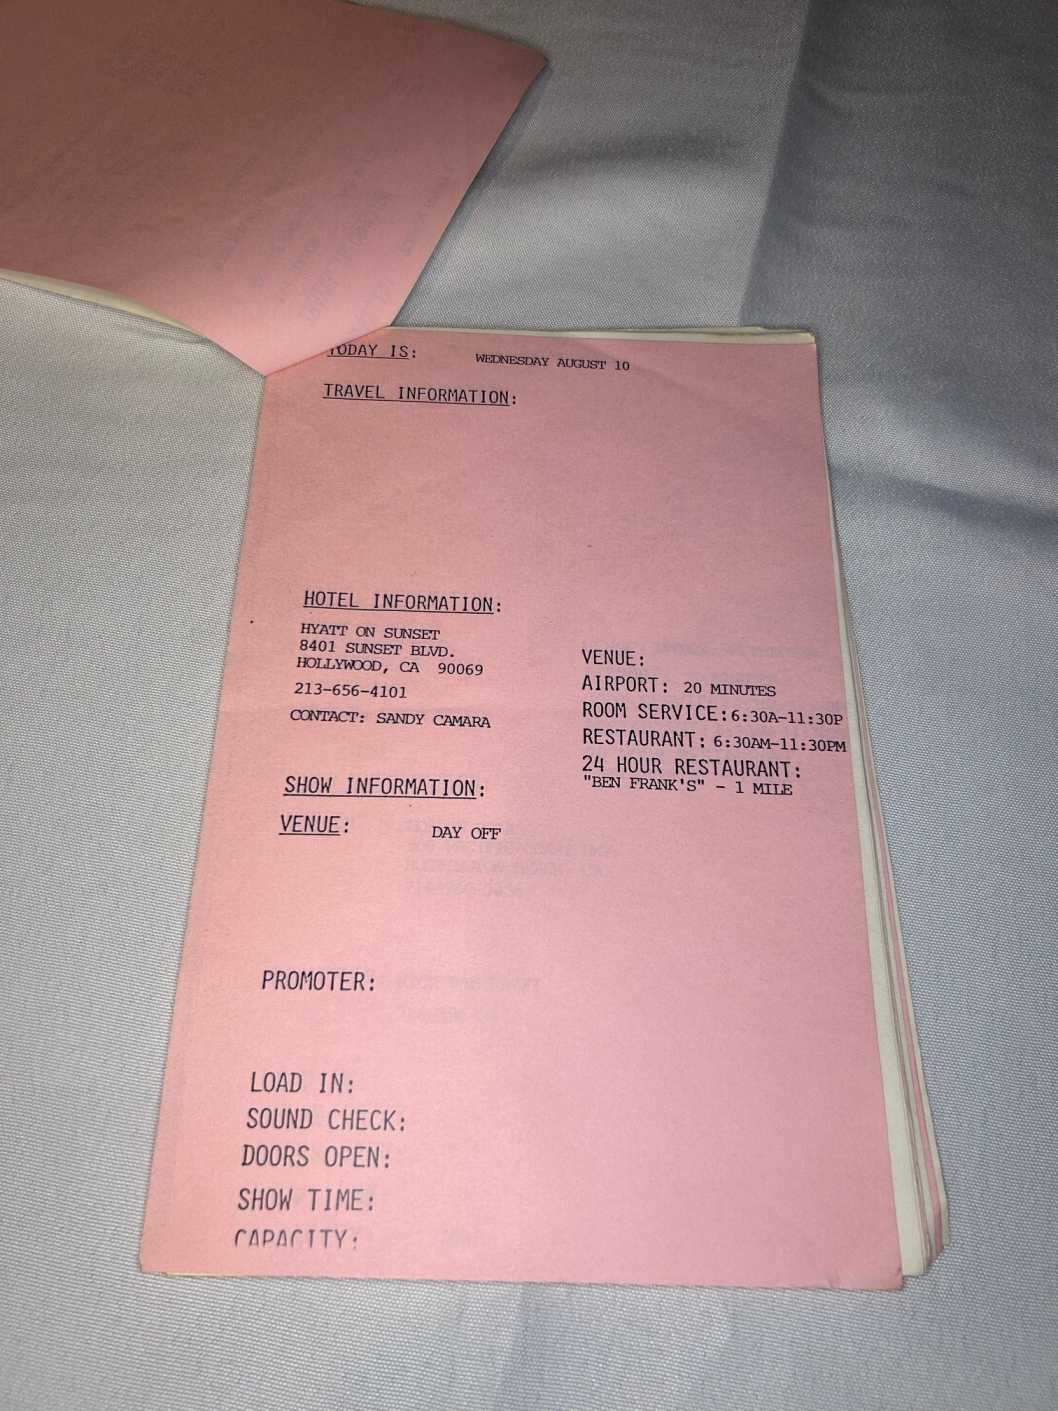 TODAY IS: WEDNESDAY AUGUST 10
TRAVEL INFORMATION:
HOTEL INFORMATION:
HYATT ON SUNSET
8401 SUNSET BLVD.
HOLLYWOOD, CA 90069
213-656-4101
CONTACT: SANDY CAMARA
VENUE:
AIRPORT: 20 MINUTES
ROOM SERVICE: 6:30A-11:30P
RESTAURANT: 6:30AM-11:30PM
24 HOUR RESTAURANT:
"BEN FRANK'S" - 1 MILE
SHOW INFORMATION:
VENUE: DAY OFF
PROMOTER:
LOAD IN:
SOUND CHECK:
DOORS OPEN:
SHOW TIME:
CAPACITY: